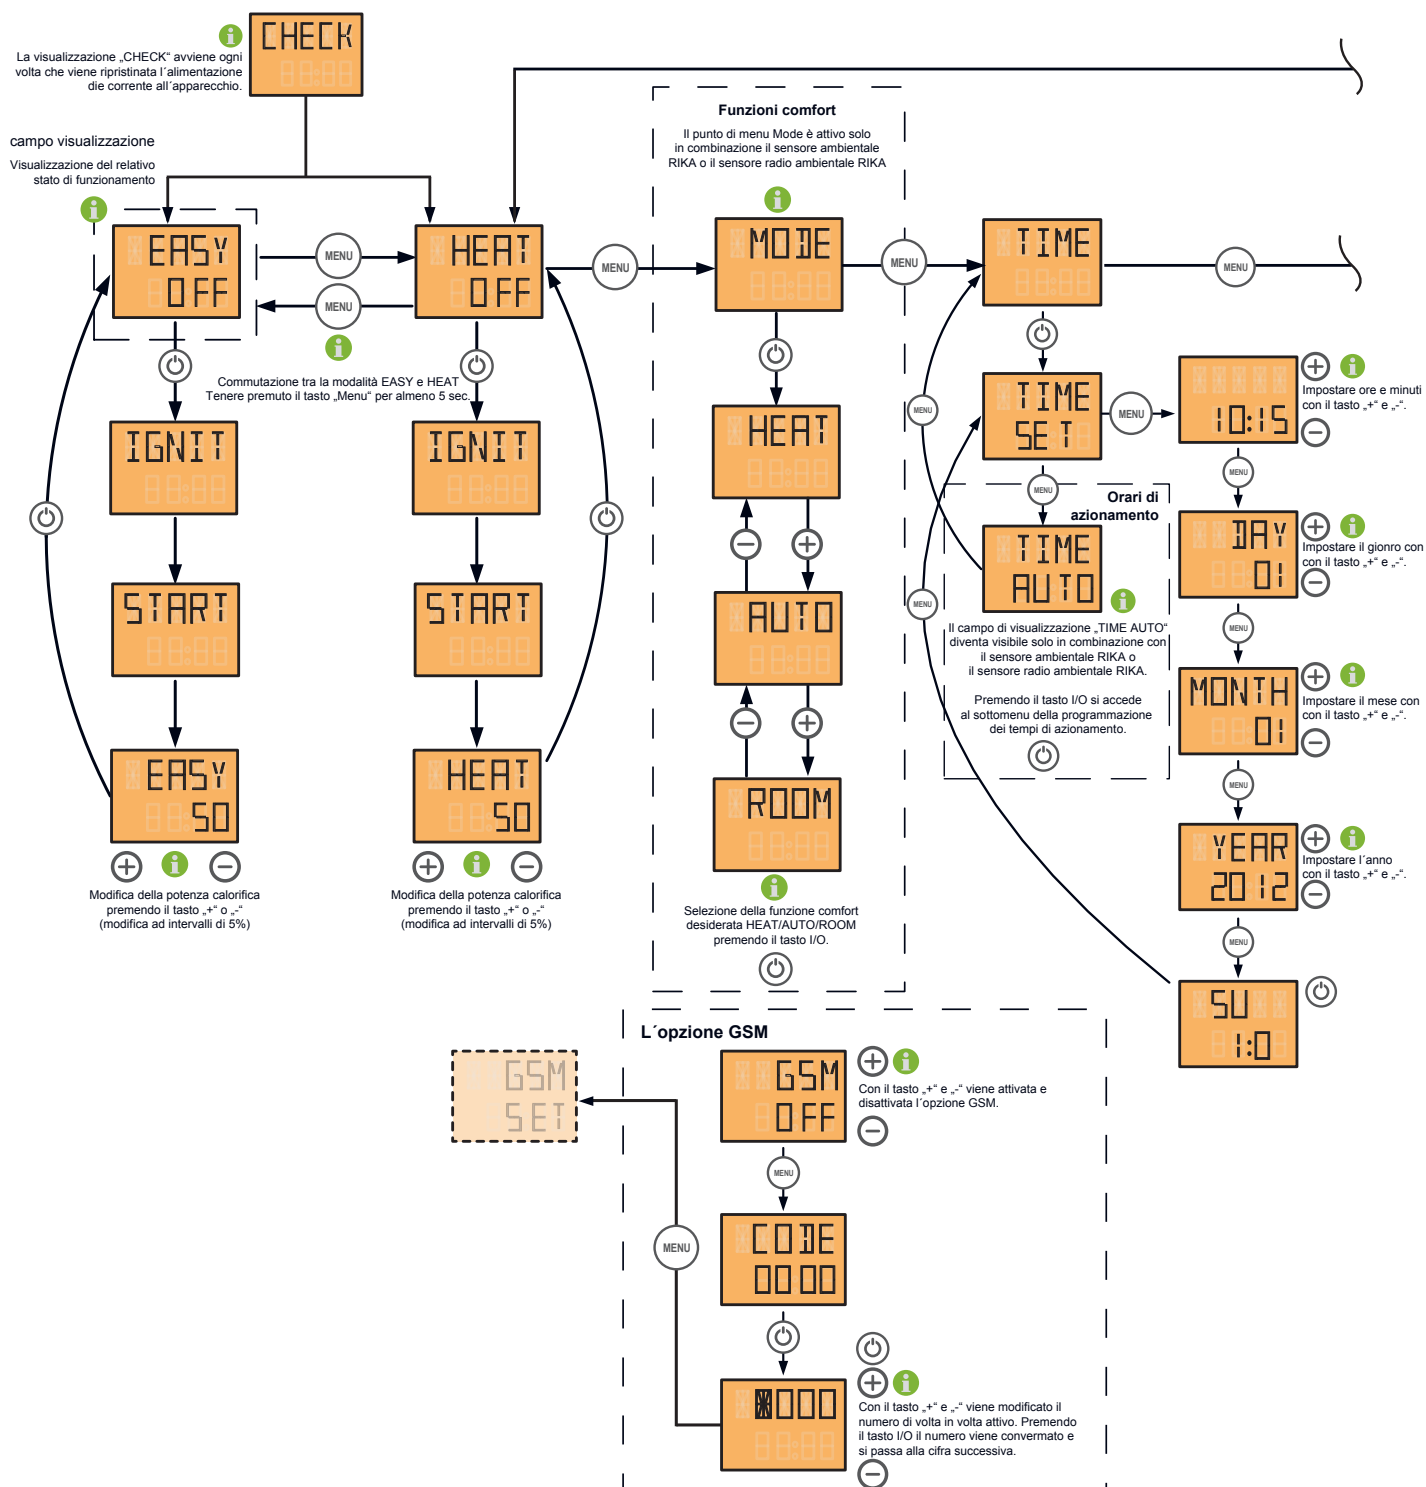 CHECK
La visualizzazione „CHECK“ avviene ogni
volta che viene ripristinata l´alimentazione
die corrente all´apparecchio.
campo visualizzazione
Visualizzazione del relativo
stato di funzionamento
EASY
OFF
MENU
MENU
HEAT
OFF
Commutazione tra la modalità EASY e HEAT
Tenere premuto il tasto „Menu“ per almeno 5 sec.
IGNIT
START
EASY
50
Modifica della potenza calorifica
premendo il tasto „+“ o „-“
(modifica ad intervalli di 5%)
IGNIT
START
HEAT
50
Modifica della potenza calorifica
premendo il tasto „+“ o „-“
(modifica ad intervalli di 5%)
MENU
Funzioni comfort
Il punto di menu Mode è attivo solo
in combinazione il sensore ambientale
RIKA o il sensore radio ambientale RIKA
MODE
HEAT
AUTO
ROOM
Selezione della funzione comfort
desiderata HEAT/AUTO/ROOM
premendo il tasto I/O.
MENU
TIME
MENU
TIME
SET
MENU
MENU
MENU
MENU
Orari di
azionamento
TIME
AUTO
Il campo di visualizzazione „TIME AUTO“
diventa visibile solo in combinazione con
il sensore ambientale RIKA o
il sensore radio ambientale RIKA.
Premendo il tasto I/O si accede
al sottomenu della programmazione
dei tempi di azionamento.
10:15
Impostare ore e minuti
con il tasto „+“ e „-“.
MENU
DAY
01
Impostare il gionro con
con il tasto „+“ e „-“.
MENU
MONTH
01
Impostare il mese con
con il tasto „+“ e „-“.
MENU
YEAR
2012
Impostare l´anno
con il tasto „+“ e „-“.
MENU
SU
1:0
L´opzione GSM
GSM
SET
GSM
OFF
Con il tasto „+“ e „-“ viene attivata e
disattivata l´opzione GSM.
MENU
CODE
0000
MENU
000
Con il tasto „+“ e „-“ viene modificato il
numero di volta in volta attivo. Premendo
il tasto I/O il numero viene convermato e
si passa alla cifra successiva.